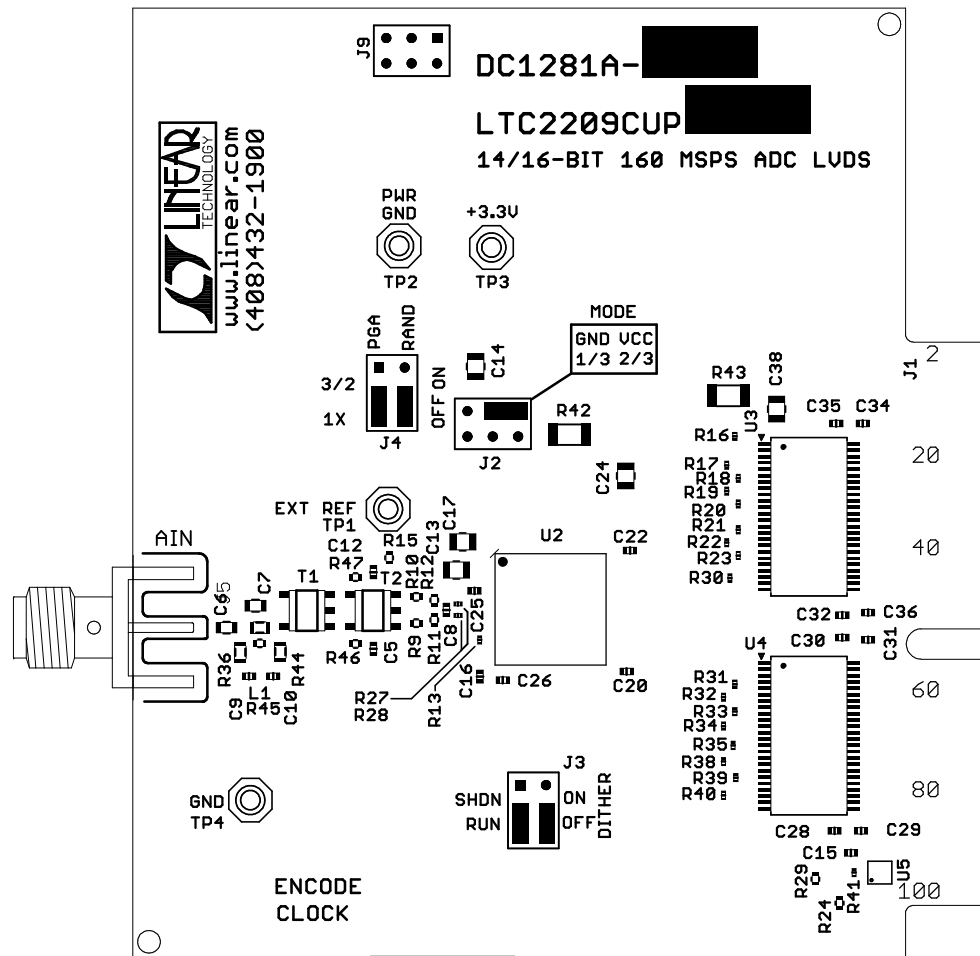 J9
DC1281A-
LTC2209CUP
14/16-BIT 160 MSPS ADC LVDS
LINEAR
TECHNOLOGY
www.linear.com
(408)432-1900
PWR
GND
TP2
+3.3V
TP3
MODE
GND VCC
1/3 2/3
PGA
RAND
3/2
1X
ON
OFF
J4
C14
J2
R42
C24
R43
C38
J1
2
U3
C35
C34
R16
R17
R18
R19
R20
R21
R22
R23
R30
20
40
EXT REF
TP1
C17
C13
U2
C22
AIN
R15
C12
R47
R10
R12
T1
T2
C7
C6
R36
R44
R46
C5
R9
R11
C8
C25
C16
C26
C20
L1
R45
C9
C10
R27
R28
R13
C32
C36
C30
C31
U4
R31
R32
R33
R34
R35
R38
R39
R40
60
80
GND
TP4
J3
SHDN
RUN
ON
OFF
DITHER
C28
C29
C15
R29
R41
U5
R24
100
ENCODE
CLOCK